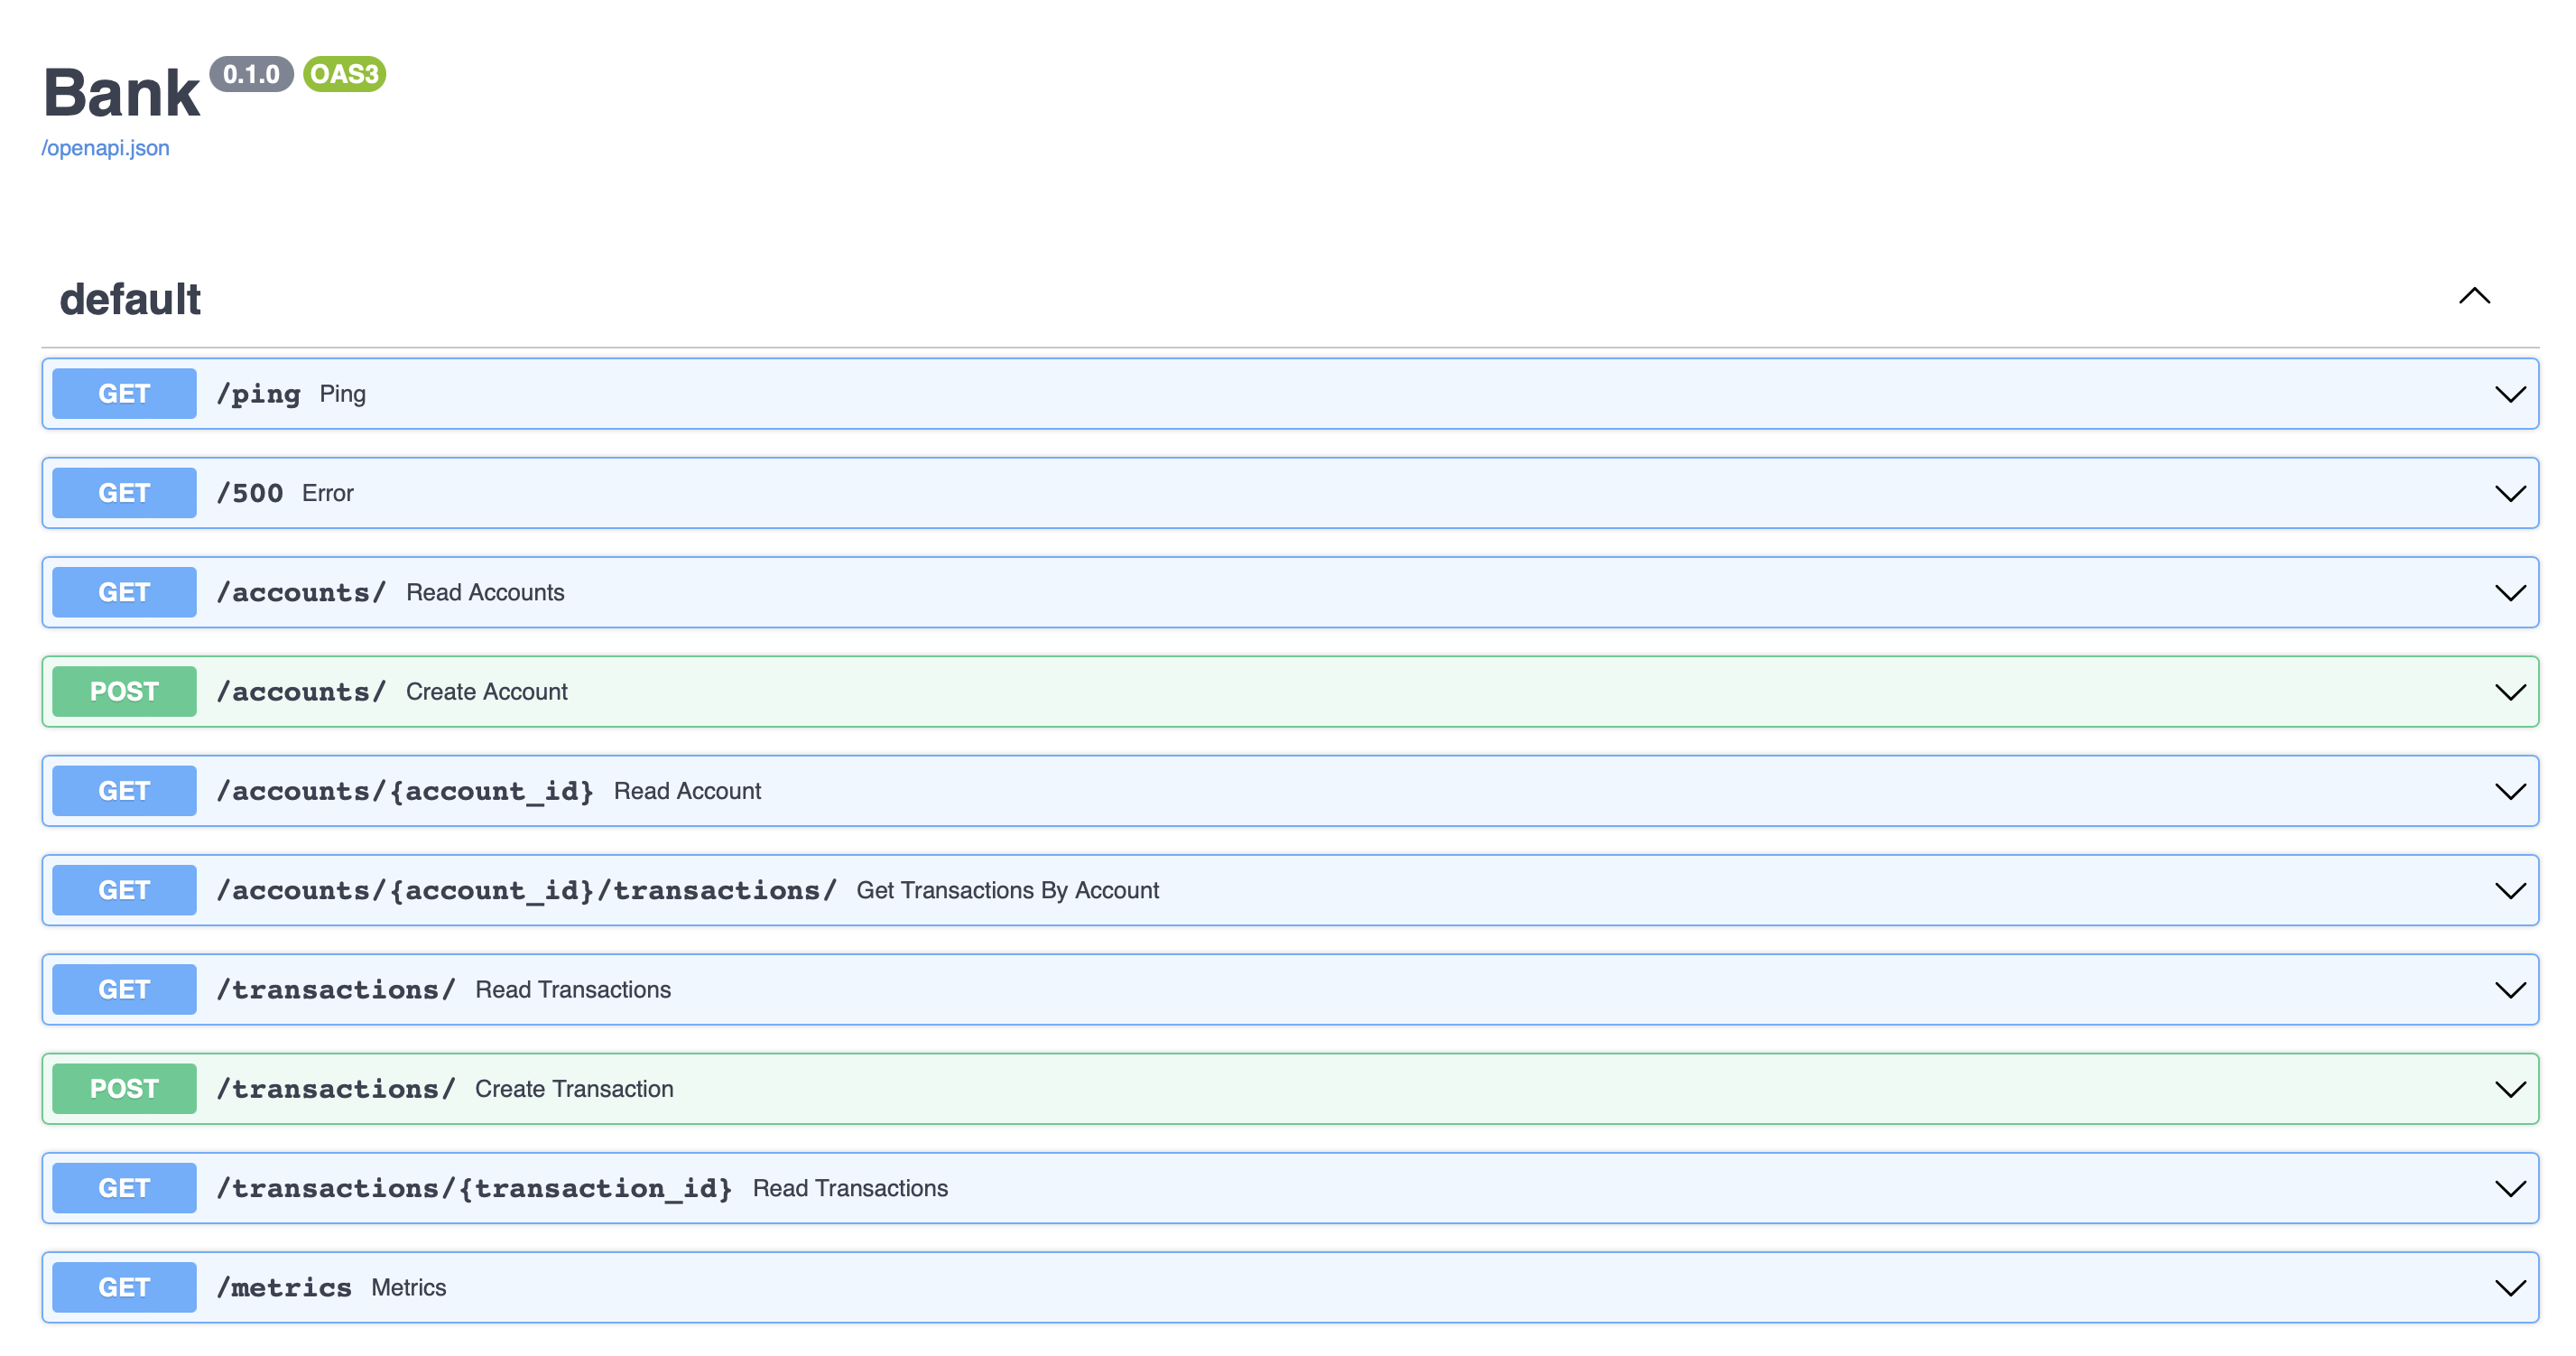 Bank 0.1.0 OAS3
/openapi.json
default
GET /ping Ping
GET /500 Error
GET /accounts/ Read Accounts
POST /accounts/ Create Account
GET /accounts/{account_id} Read Account
GET /accounts/{account_id}/transactions/ Get Transactions By Account
GET /transactions/ Read Transactions
POST /transactions/ Create Transaction
GET /transactions/{transaction_id} Read Transactions
GET /metrics Metrics